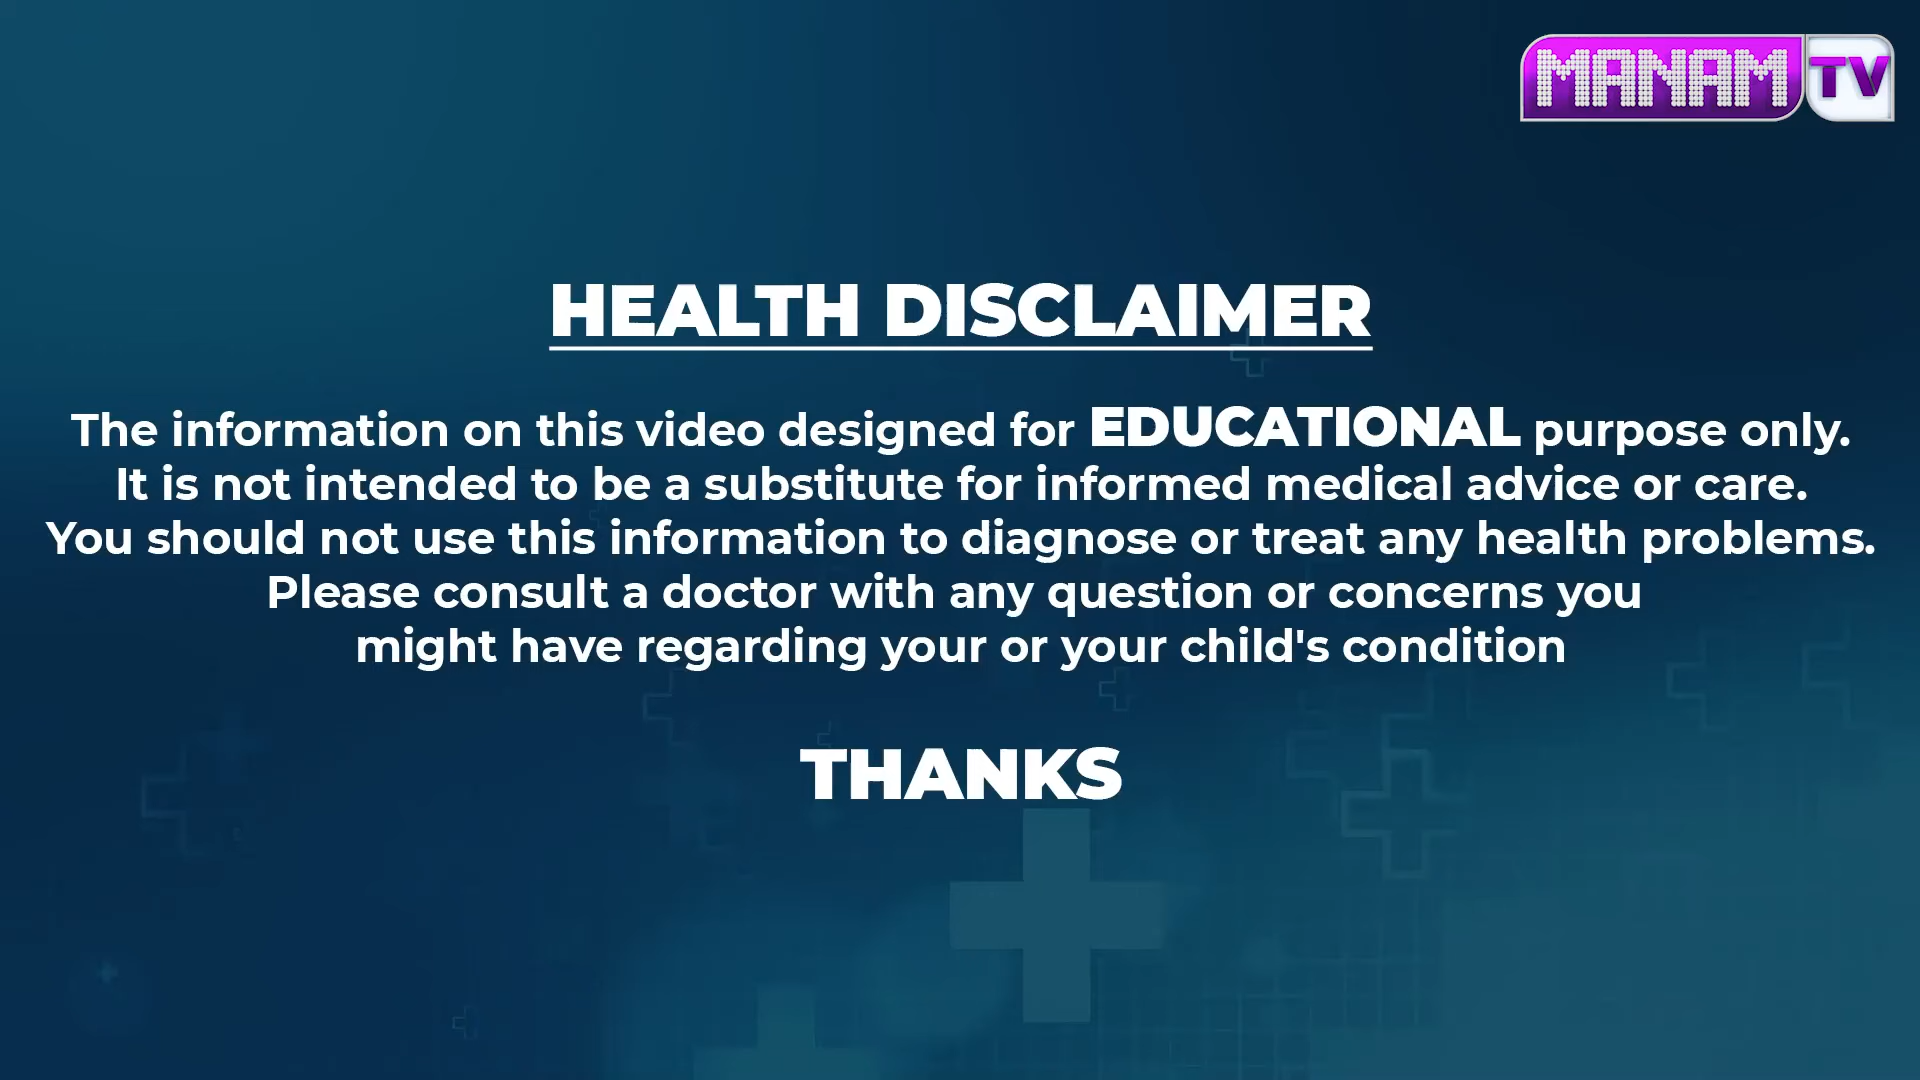 MANAM TV
HEALTH DISCLAIMER
The information on this video designed for EDUCATIONAL purpose only.
It is not intended to be a substitute for informed medical advice or care.
You should not use this information to diagnose or treat any health problems.
Please consult a doctor with any question or concerns you
might have regarding your or your child's condition
THANKS